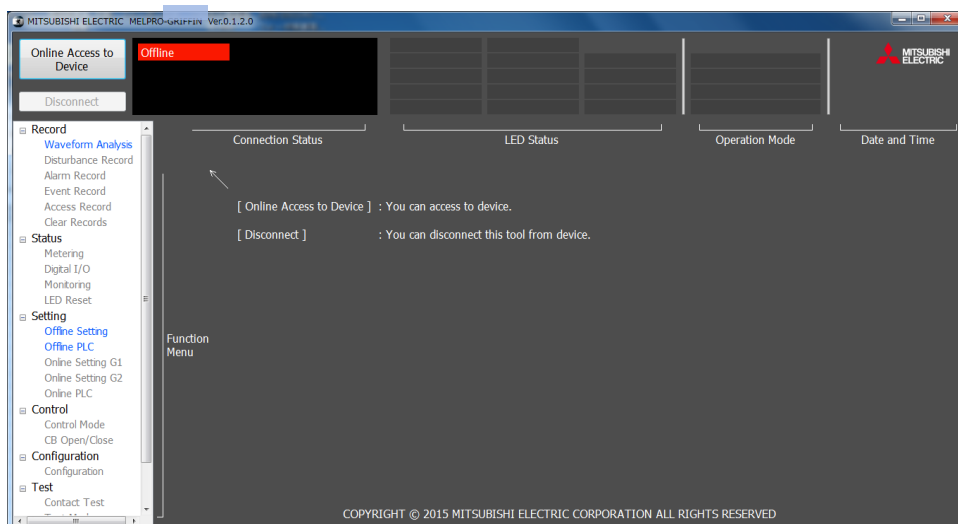 MITSUBISHI ELECTRIC MELPRO-GRIFFIN Ver.0.1.2.0
Online Access to
Device
Disconnect
Offline
MITSUBISHI
ELECTRIC
Connection Status
LED Status
Operation Mode
Date and Time
Record
Waveform Analysis
Disturbance Record
Alarm Record
Event Record
Access Record
Clear Records
Status
Metering
Digital I/O
Monitoring
LED Reset
Setting
Offline Setting
Offline PLC
Online Setting G1
Online Setting G2
Online PLC
Control
Control Mode
CB Open/Close
Configuration
Configuration
Test
Contact Test
[ Online Access to Device ] : You can access to device.
[ Disconnect ] : You can disconnect this tool from device.
Function
Menu
COPYRIGHT © 2015 MITSUBISHI ELECTRIC CORPORATION ALL RIGHTS RESERVED